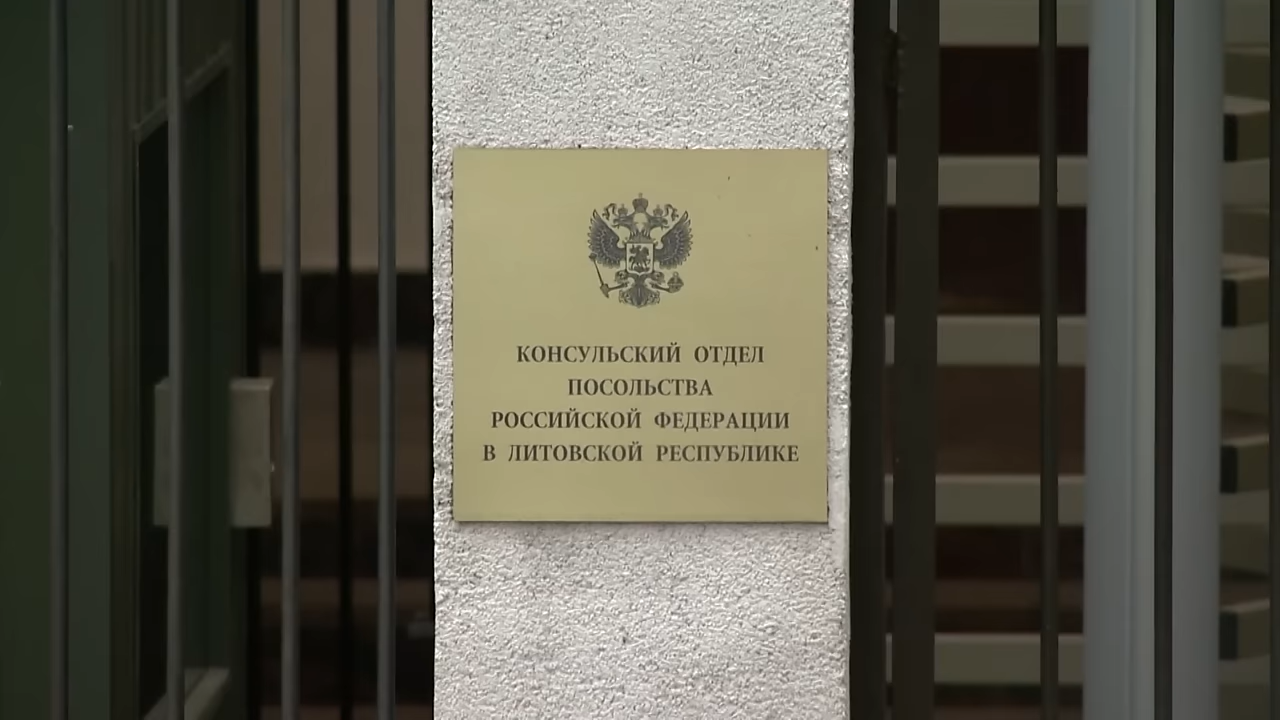 КОНСУЛЬСКИЙ ОТДЕЛ
ПОСОЛЬСТВА
РОССИЙСКОЙ ФЕДЕРАЦИИ
В ЛИТОВСКОЙ РЕСПУБЛИКЕ